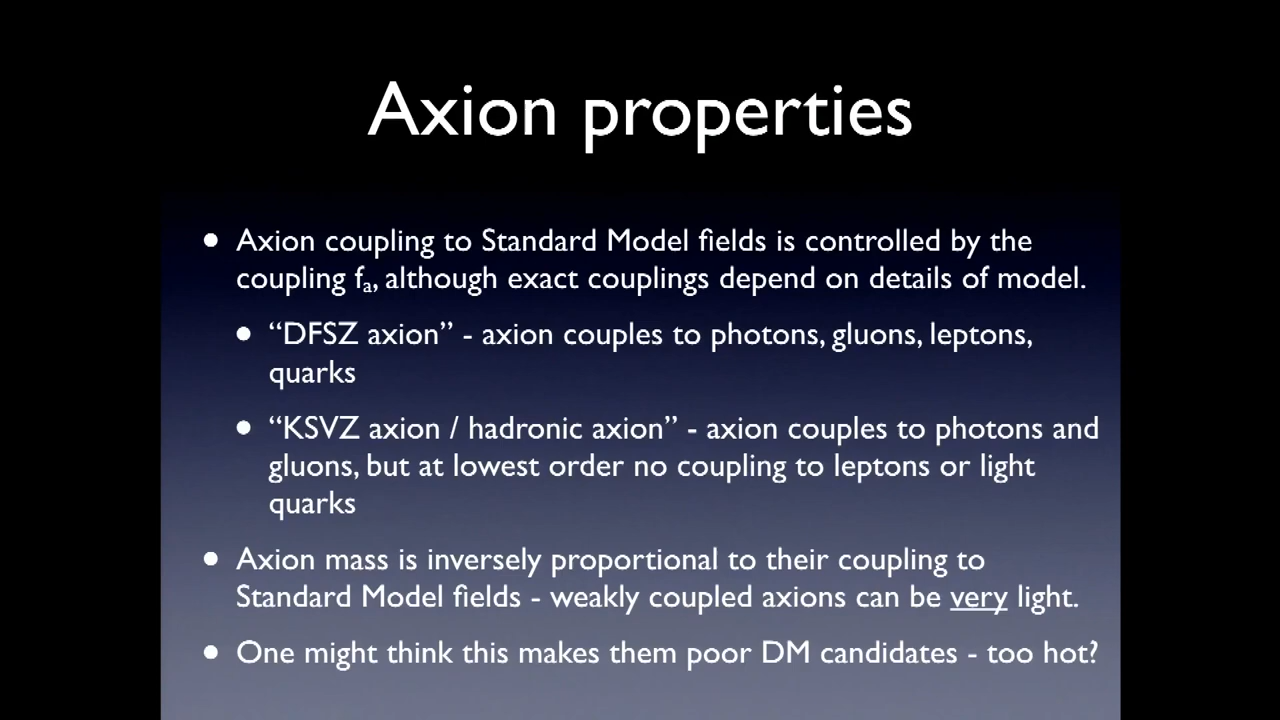 Axion properties
• Axion coupling to Standard Model fields is controlled by the
coupling fₐ, although exact couplings depend on details of model.
• “DFSZ axion” - axion couples to photons, gluons, leptons,
quarks
• “KSVZ axion / hadronic axion” - axion couples to photons and
gluons, but at lowest order no coupling to leptons or light
quarks
• Axion mass is inversely proportional to their coupling to
Standard Model fields - weakly coupled axions can be very light.
• One might think this makes them poor DM candidates - too hot?